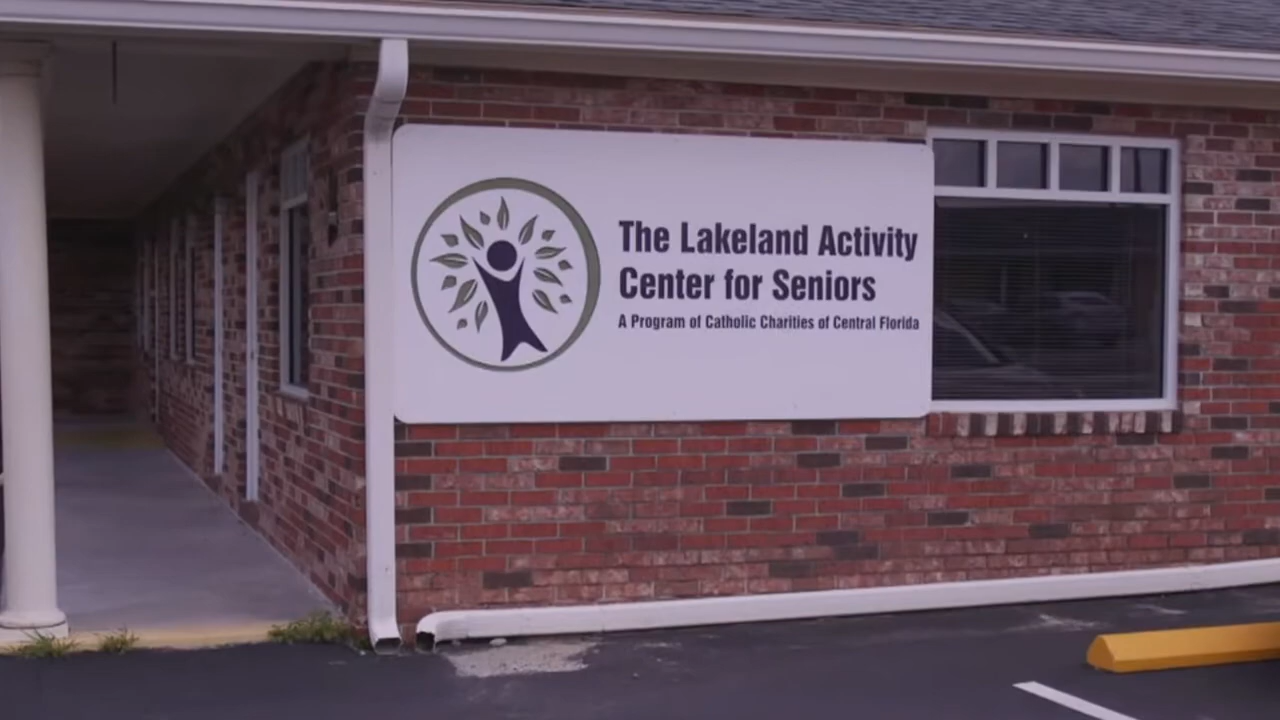 The Lakeland Activity
Center for Seniors
A Program of Catholic Charities of Central Florida